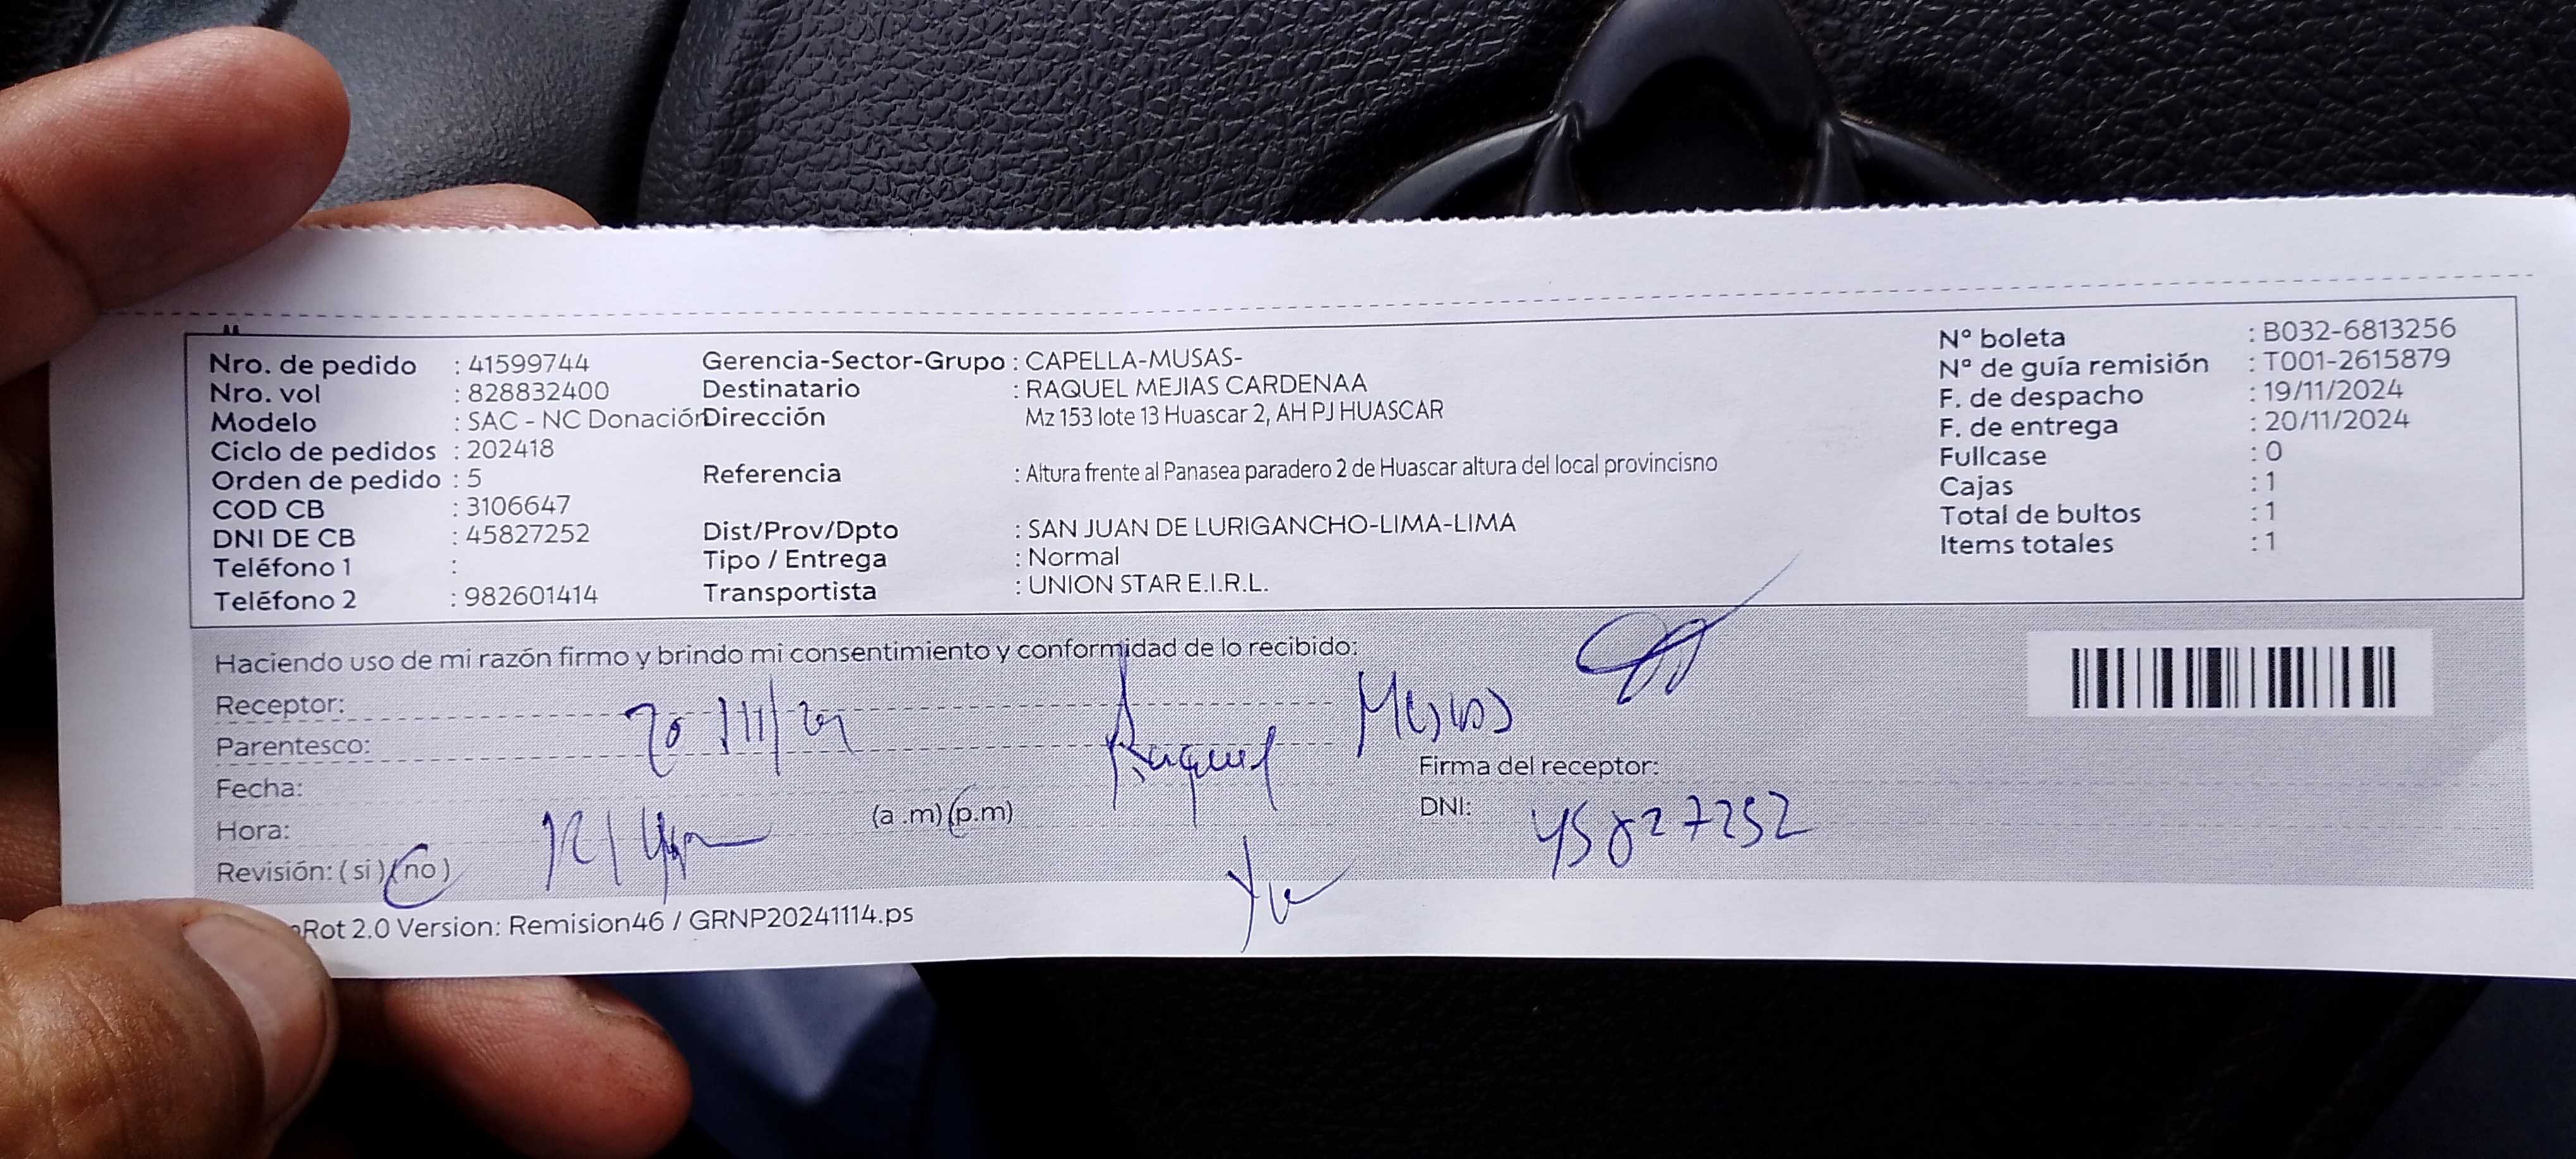 Nro. de pedido : 41599744
Nro. vol : 828832400
Modelo : SAC - NC Donación
Ciclo de pedidos : 202418
Orden de pedido : 5
COD CB : 3106647
DNI DE CB : 45827252
Teléfono 1 :
Teléfono 2 : 982601414
Gerencia-Sector-Grupo : CAPELLA-MUSAS-
Destinatario : RAQUEL MEJIAS CARDENAA
Dirección Mz 153 lote 13 Huascar 2, AH PJ HUASCAR
Referencia : Altura frente al Panasea paradero 2 de Huascar altura del local provincisno
Dist/Prov/Dpto : SAN JUAN DE LURIGANCHO-LIMA-LIMA
Tipo / Entrega : Normal
Transportista : UNION STAR E.I.R.L.
Nº boleta : B032-6813256
Nº de guía remisión : T001-2615879
F. de despacho : 19/11/2024
F. de entrega : 20/11/2024
Fullcase : 0
Cajas : 1
Total de bultos : 1
Items totales : 1
Haciendo uso de mi razón firmo y brindo mi consentimiento y conformidad de lo recibido:
Receptor:
Parentesco: 20/11/24 Raquel
Fecha:
Hora: (a .m) (p.m)
Revisión: ( si ) (no )
Firma del receptor:
DNI: 45827252
Rot 2.0 Version: Remision46 / GRNP20241114.ps